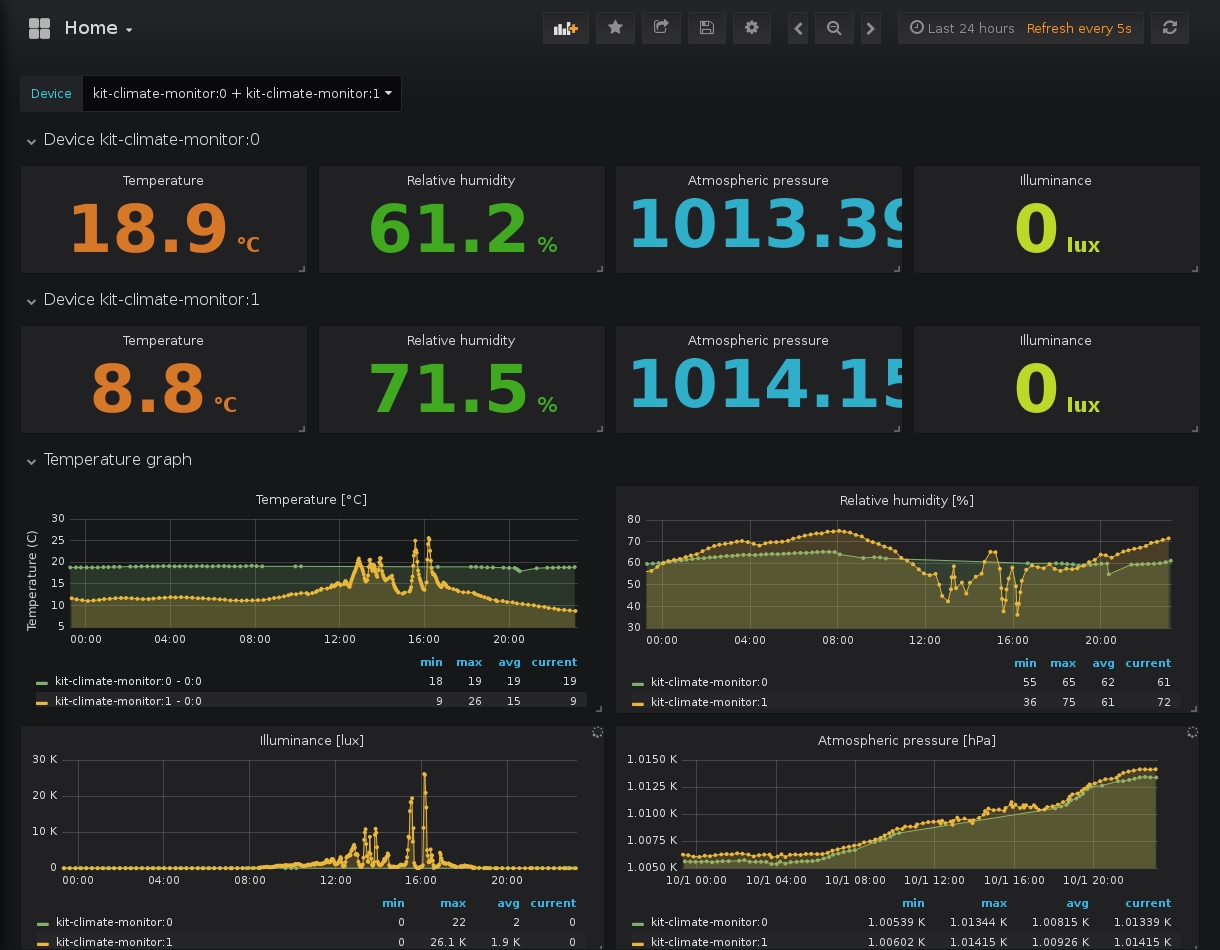 Home
Last 24 hours Refresh every 5s
Device kit-climate-monitor:0 + kit-climate-monitor:1
Device kit-climate-monitor:0
Temperature Relative humidity Atmospheric pressure Illuminance
18.9 °C 61.2 % 1013.39 0 lux
Device kit-climate-monitor:1
Temperature Relative humidity Atmospheric pressure Illuminance
8.8 °C 71.5 % 1014.15 0 lux
Temperature graph
Temperature [°C]
Temperature (C)
30
25
20
15
10
5
00:00 04:00 08:00 12:00 16:00 20:00
min max avg current
kit-climate-monitor:0 - 0:0 18 19 19 19
kit-climate-monitor:1 - 0:0 9 26 15 9
Relative humidity [%]
80
70
60
50
40
30
00:00 04:00 08:00 12:00 16:00 20:00
min max avg current
kit-climate-monitor:0 55 65 62 61
kit-climate-monitor:1 36 75 61 72
Illuminance [lux]
30 K
20 K
10 K
0
00:00 04:00 08:00 12:00 16:00 20:00
min max avg current
kit-climate-monitor:0 0 22 2 0
kit-climate-monitor:1 0 26.1 K 1.9 K 0
Atmospheric pressure [hPa]
1.0150 K
1.0125 K
1.0100 K
1.0075 K
1.0050 K
10/1 00:00 10/1 04:00 10/1 08:00 10/1 12:00 10/1 16:00 10/1 20:00
min max avg current
kit-climate-monitor:0 1.00539 K 1.01344 K 1.00815 K 1.01339 K
kit-climate-monitor:1 1.00602 K 1.01415 K 1.00926 K 1.01415 K